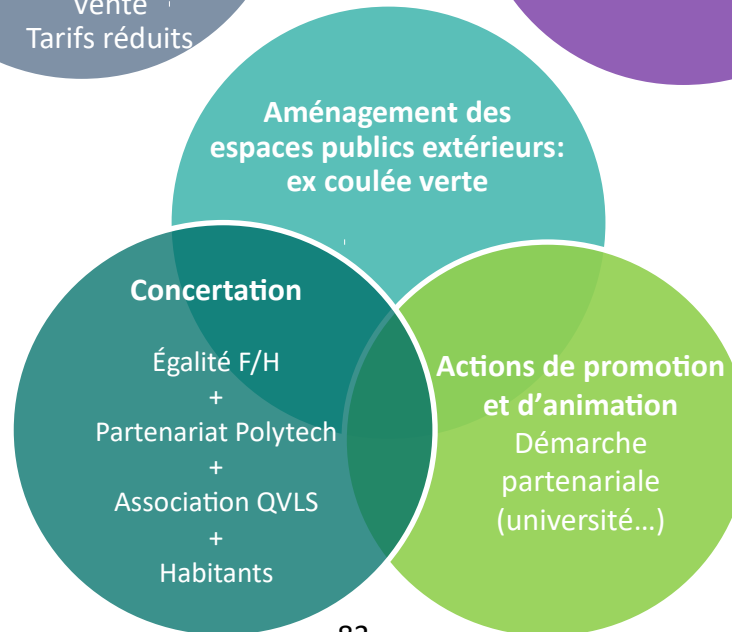 Vente
Tarifs réduits
Aménagement des
espaces publics extérieurs:
ex coulée verte
Concertation
Égalité F/H
+
Partenariat Polytech
+
Association QVLS
+
Habitants
Actions de promotion
et d'animation
Démarche
partenariale
(université...)